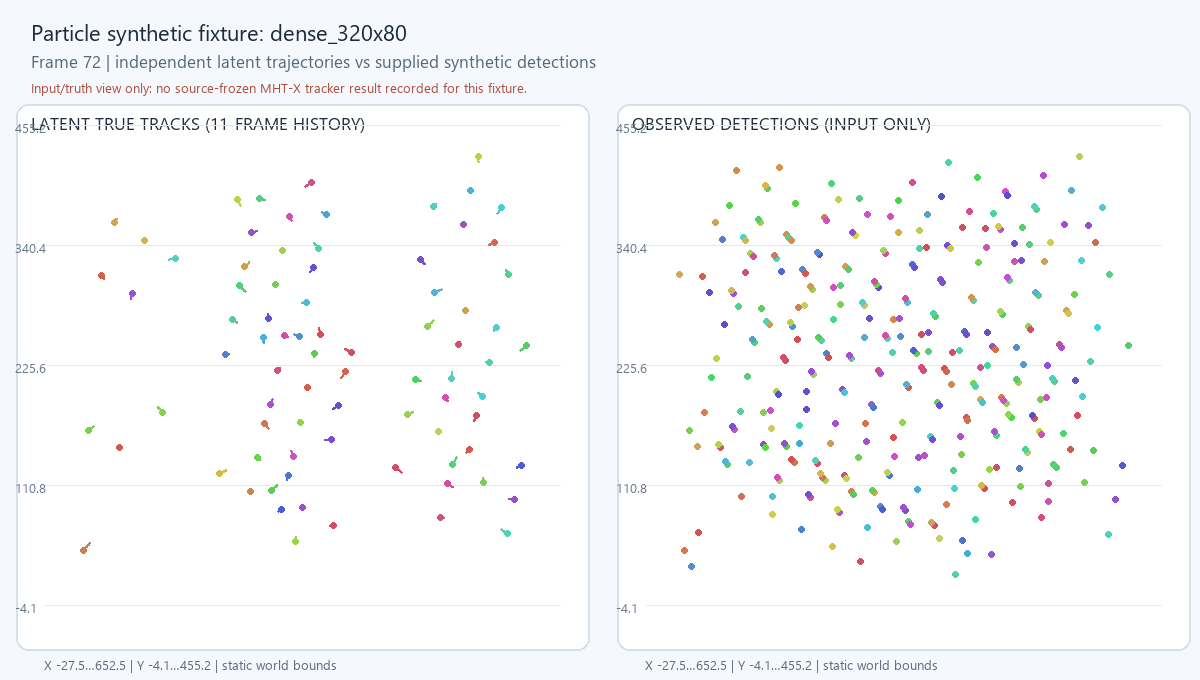 Particle synthetic fixture: dense_320x80
Frame 72 | independent latent trajectories vs supplied synthetic detections
Input/truth view only: no source-frozen MHT-X tracker result recorded for this fixture.
LATENT TRUE TRACKS (11-FRAME HISTORY)
455.2
340.4
225.6
110.8
-4.1
X -27.5...652.5 | Y -4.1...455.2 | static world bounds
OBSERVED DETECTIONS (INPUT ONLY)
455.2
340.4
225.6
110.8
-4.1
X -27.5...652.5 | Y -4.1...455.2 | static world bounds